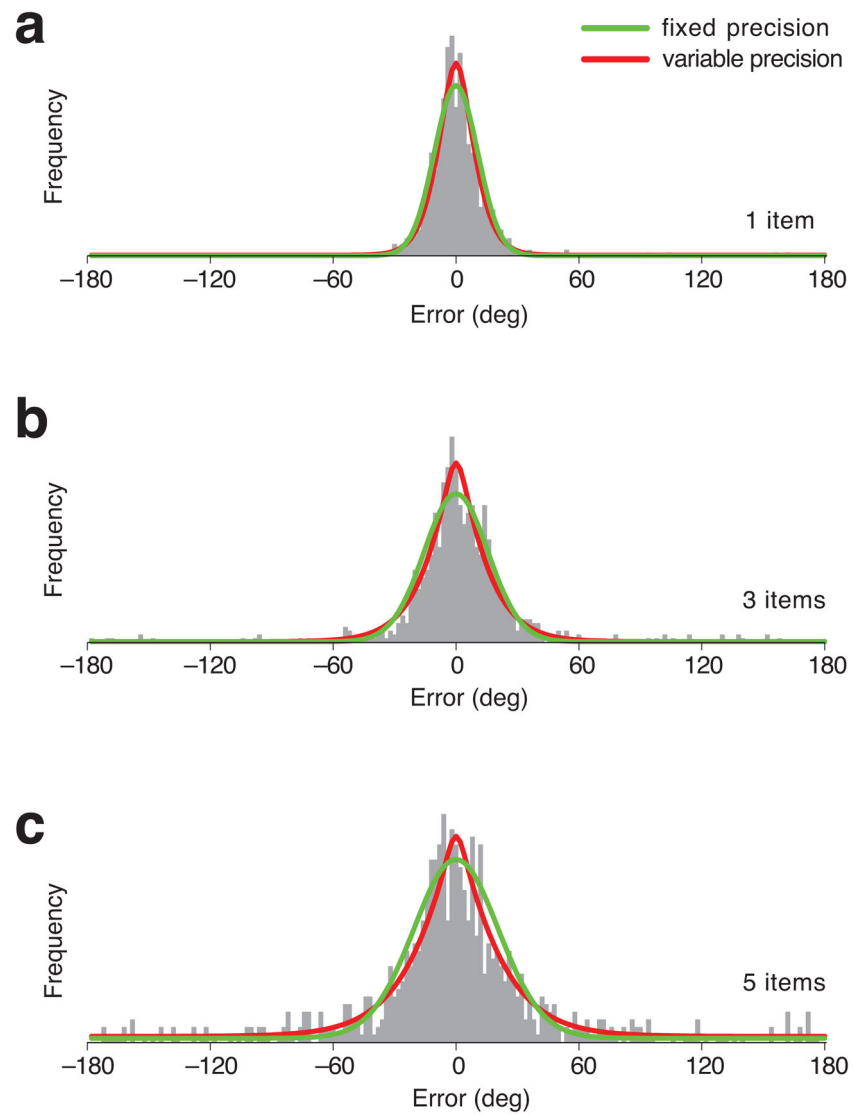 a
fixed precision
variable precision
Frequency
1 item
–180 –120 –60 0 60 120 180
Error (deg)
b
Frequency
3 items
–180 –120 –60 0 60 120 180
Error (deg)
c
Frequency
5 items
–180 –120 –60 0 60 120 180
Error (deg)